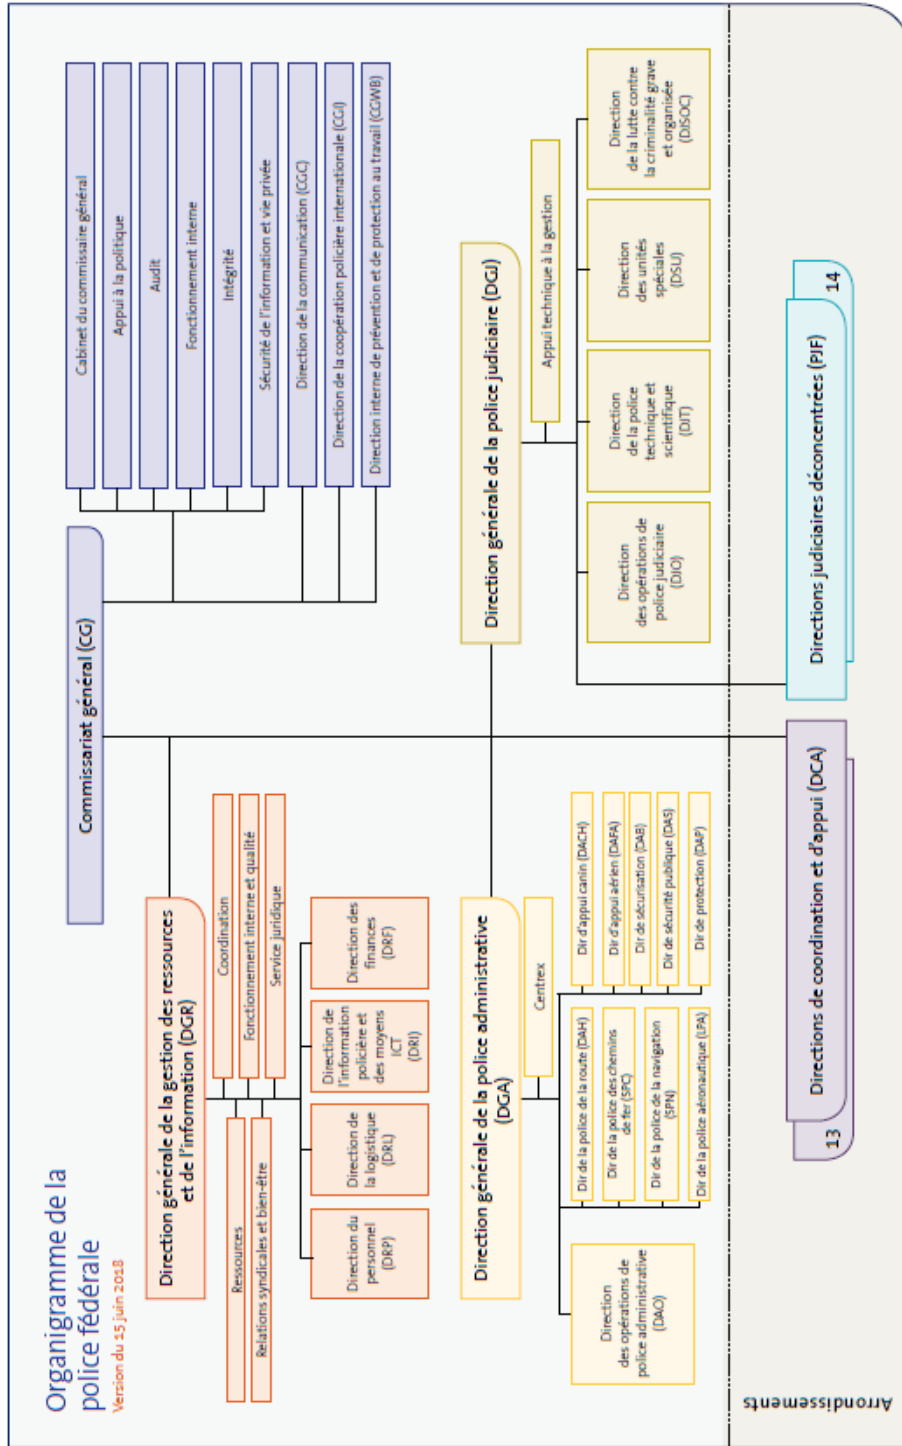 Organigramme de la
police fédérale
Version du 15 juin 2018
Commissariat général (CG)
Cabinet du commissaire général
Appui à la politique
Audit
Fonctionnement interne
Intégrité
Sécurité de l'information et vie privée
Direction de la communication (CGC)
Direction de la coopération policière internationale (CGI)
Direction interne de prévention et de protection au travail (CGWB)
Direction générale de la gestion des ressources
et de l'information (DGR)
Coordination
Fonctionnement interne et qualité
Service juridique
Ressources
Relations syndicales et bien-être
Direction du
personnel
(DRP)
Direction de
la logistique
(DRL)
Direction de
l'information
policière et
des moyens
ICT
(DRI)
Direction des
finances
(DRF)
Direction générale de la police administrative
(DGA)
Centrex
Direction
des opérations de
police administrative
(DAO)
Dir de la police de la route (DAH)
Dir de la police des chemins
de fer (SPC)
Dir de la police de la navigation
(SPN)
Dir de la police aéronautique (LPA)
Dir d'appui canin (DACH)
Dir d'appui aérien (DAFA)
Dir de sécurisation (DAB)
Dir de sécurité publique (DAS)
Dir de protection (DAP)
Direction générale de la police judiciaire (DGJ)
Appui technique à la gestion
Direction
des opérations de
police judiciaire
(DJO)
Direction
de la police
technique et
scientifique
(DJT)
Direction
des unités
spéciales
(DSU)
Direction
de la lutte contre
la criminalité grave
et organisée
(DJSOC)
Arrondissements
13
Directions de coordination et d'appui (DCA)
Directions judiciaires déconcentrées (PJF)
14